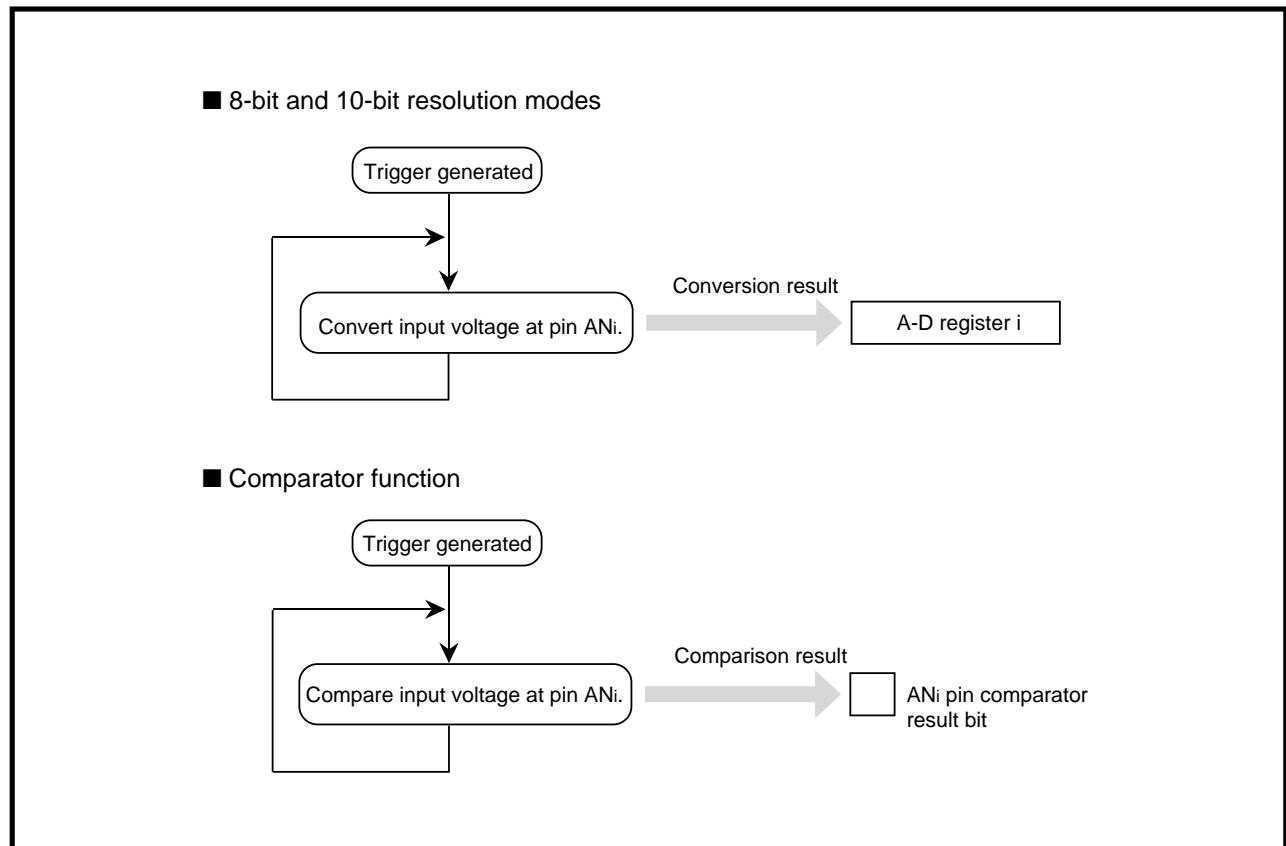 ■ 8-bit and 10-bit resolution modes
Trigger generated
Convert input voltage at pin ANi.
Conversion result
A-D register i
■ Comparator function
Trigger generated
Compare input voltage at pin ANi.
Comparison result
ANi pin comparator
result bit